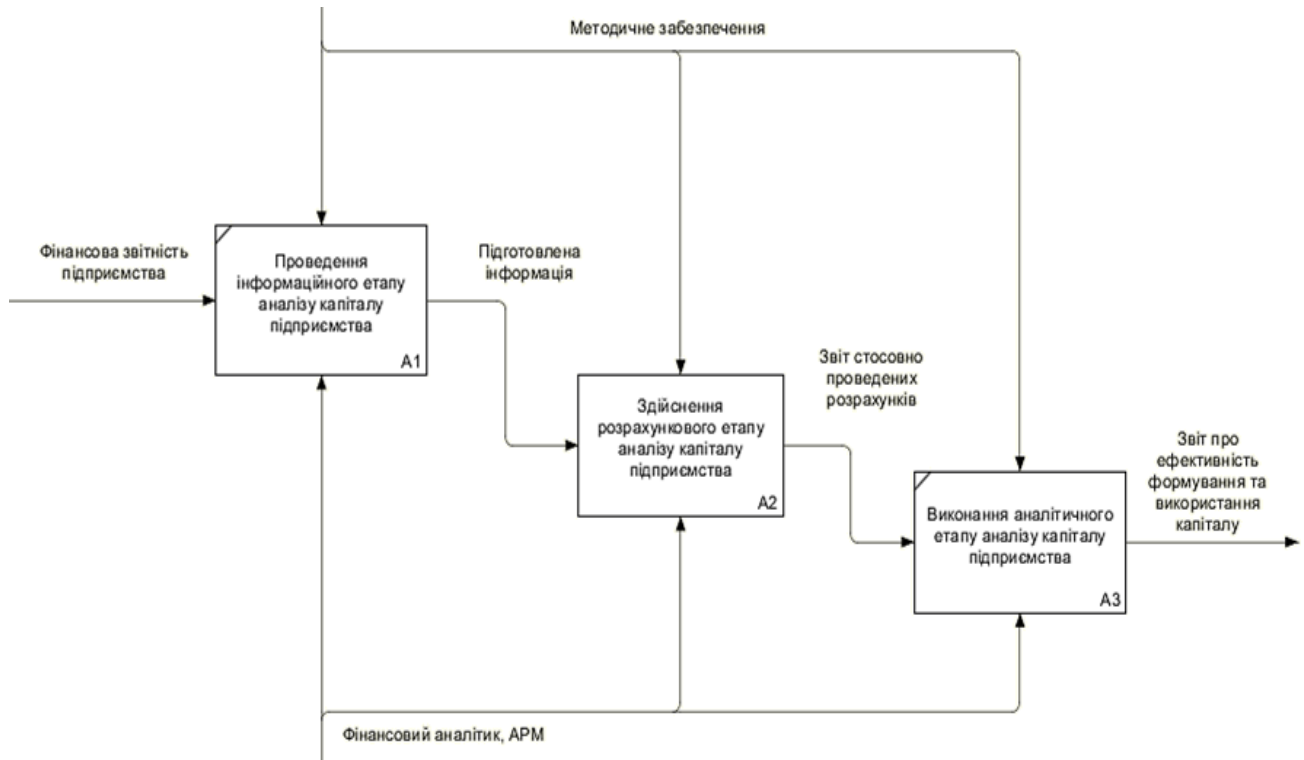 Методичне забезпечення
Фінансова звітність
підприємства
Проведення
інформаційного етапу
аналізу капіталу
підприємства
A1
Підготовлена
інформація
Здійснення
розрахункового етапу
аналізу капіталу
підприємства
A2
Звіт стосовно
проведених
розрахунків
Виконання аналітичного
етапу аналізу капіталу
підприємства
A3
Звіт про
ефективність
формування та
використання
капіталу
Фінансовий аналітик, АРМ